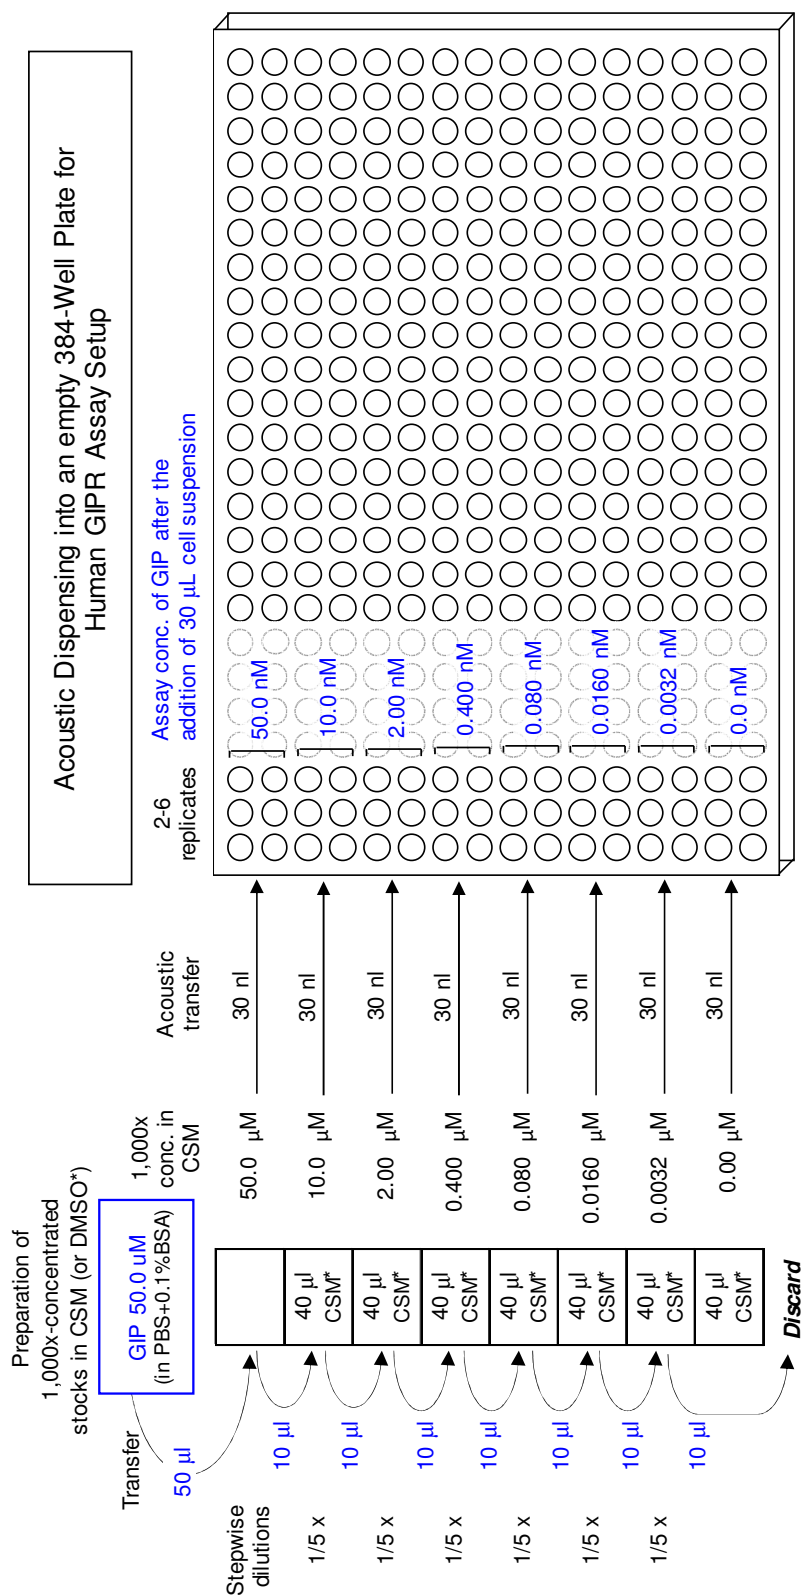 Acoustic Dispensing into an empty 384-Well Plate for
Human GIPR Assay Setup
Preparation of
1,000x-concentrated
stocks in CSM (or DMSO*)
Transfer
50 µl
GIP 50.0 uM
(in PBS+0.1%BSA)
1,000x
conc. in
CSM
Acoustic
transfer
2-6
replicates
Assay conc. of GIP after the
addition of 30 µL cell suspension
Stepwise
dilutions
50.0 µM
30 nl
50.0 nM
10 µl
1/5 x
40 µl
CSM*
10.0 µM
30 nl
10.0 nM
10 µl
1/5 x
40 µl
CSM*
2.00 µM
30 nl
2.00 nM
10 µl
1/5 x
40 µl
CSM*
0.400 µM
30 nl
0.400 nM
10 µl
1/5 x
40 µl
CSM*
0.080 µM
30 nl
0.080 nM
10 µl
1/5 x
40 µl
CSM*
0.0160 µM
30 nl
0.0160 nM
10 µl
1/5 x
40 µl
CSM*
0.0032 µM
30 nl
0.0032 nM
10 µl
40 µl
CSM*
0.00 µM
30 nl
0.0 nM
Discard